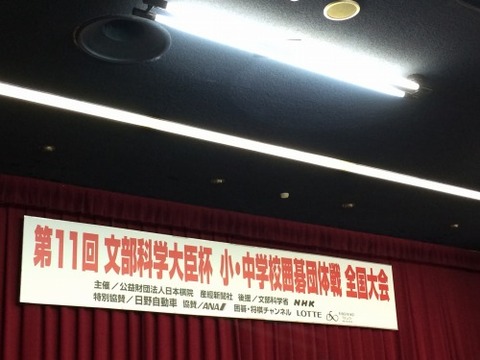 第11回 文部科学大臣杯 小・中学校囲碁団体戦 全国大会
主催／公益財団法人日本棋院 産経新聞社 後援／文部科学省 NHK
特別協賛／日野自動車 協賛／ANA 囲碁・将棋チャンネル LOTTE